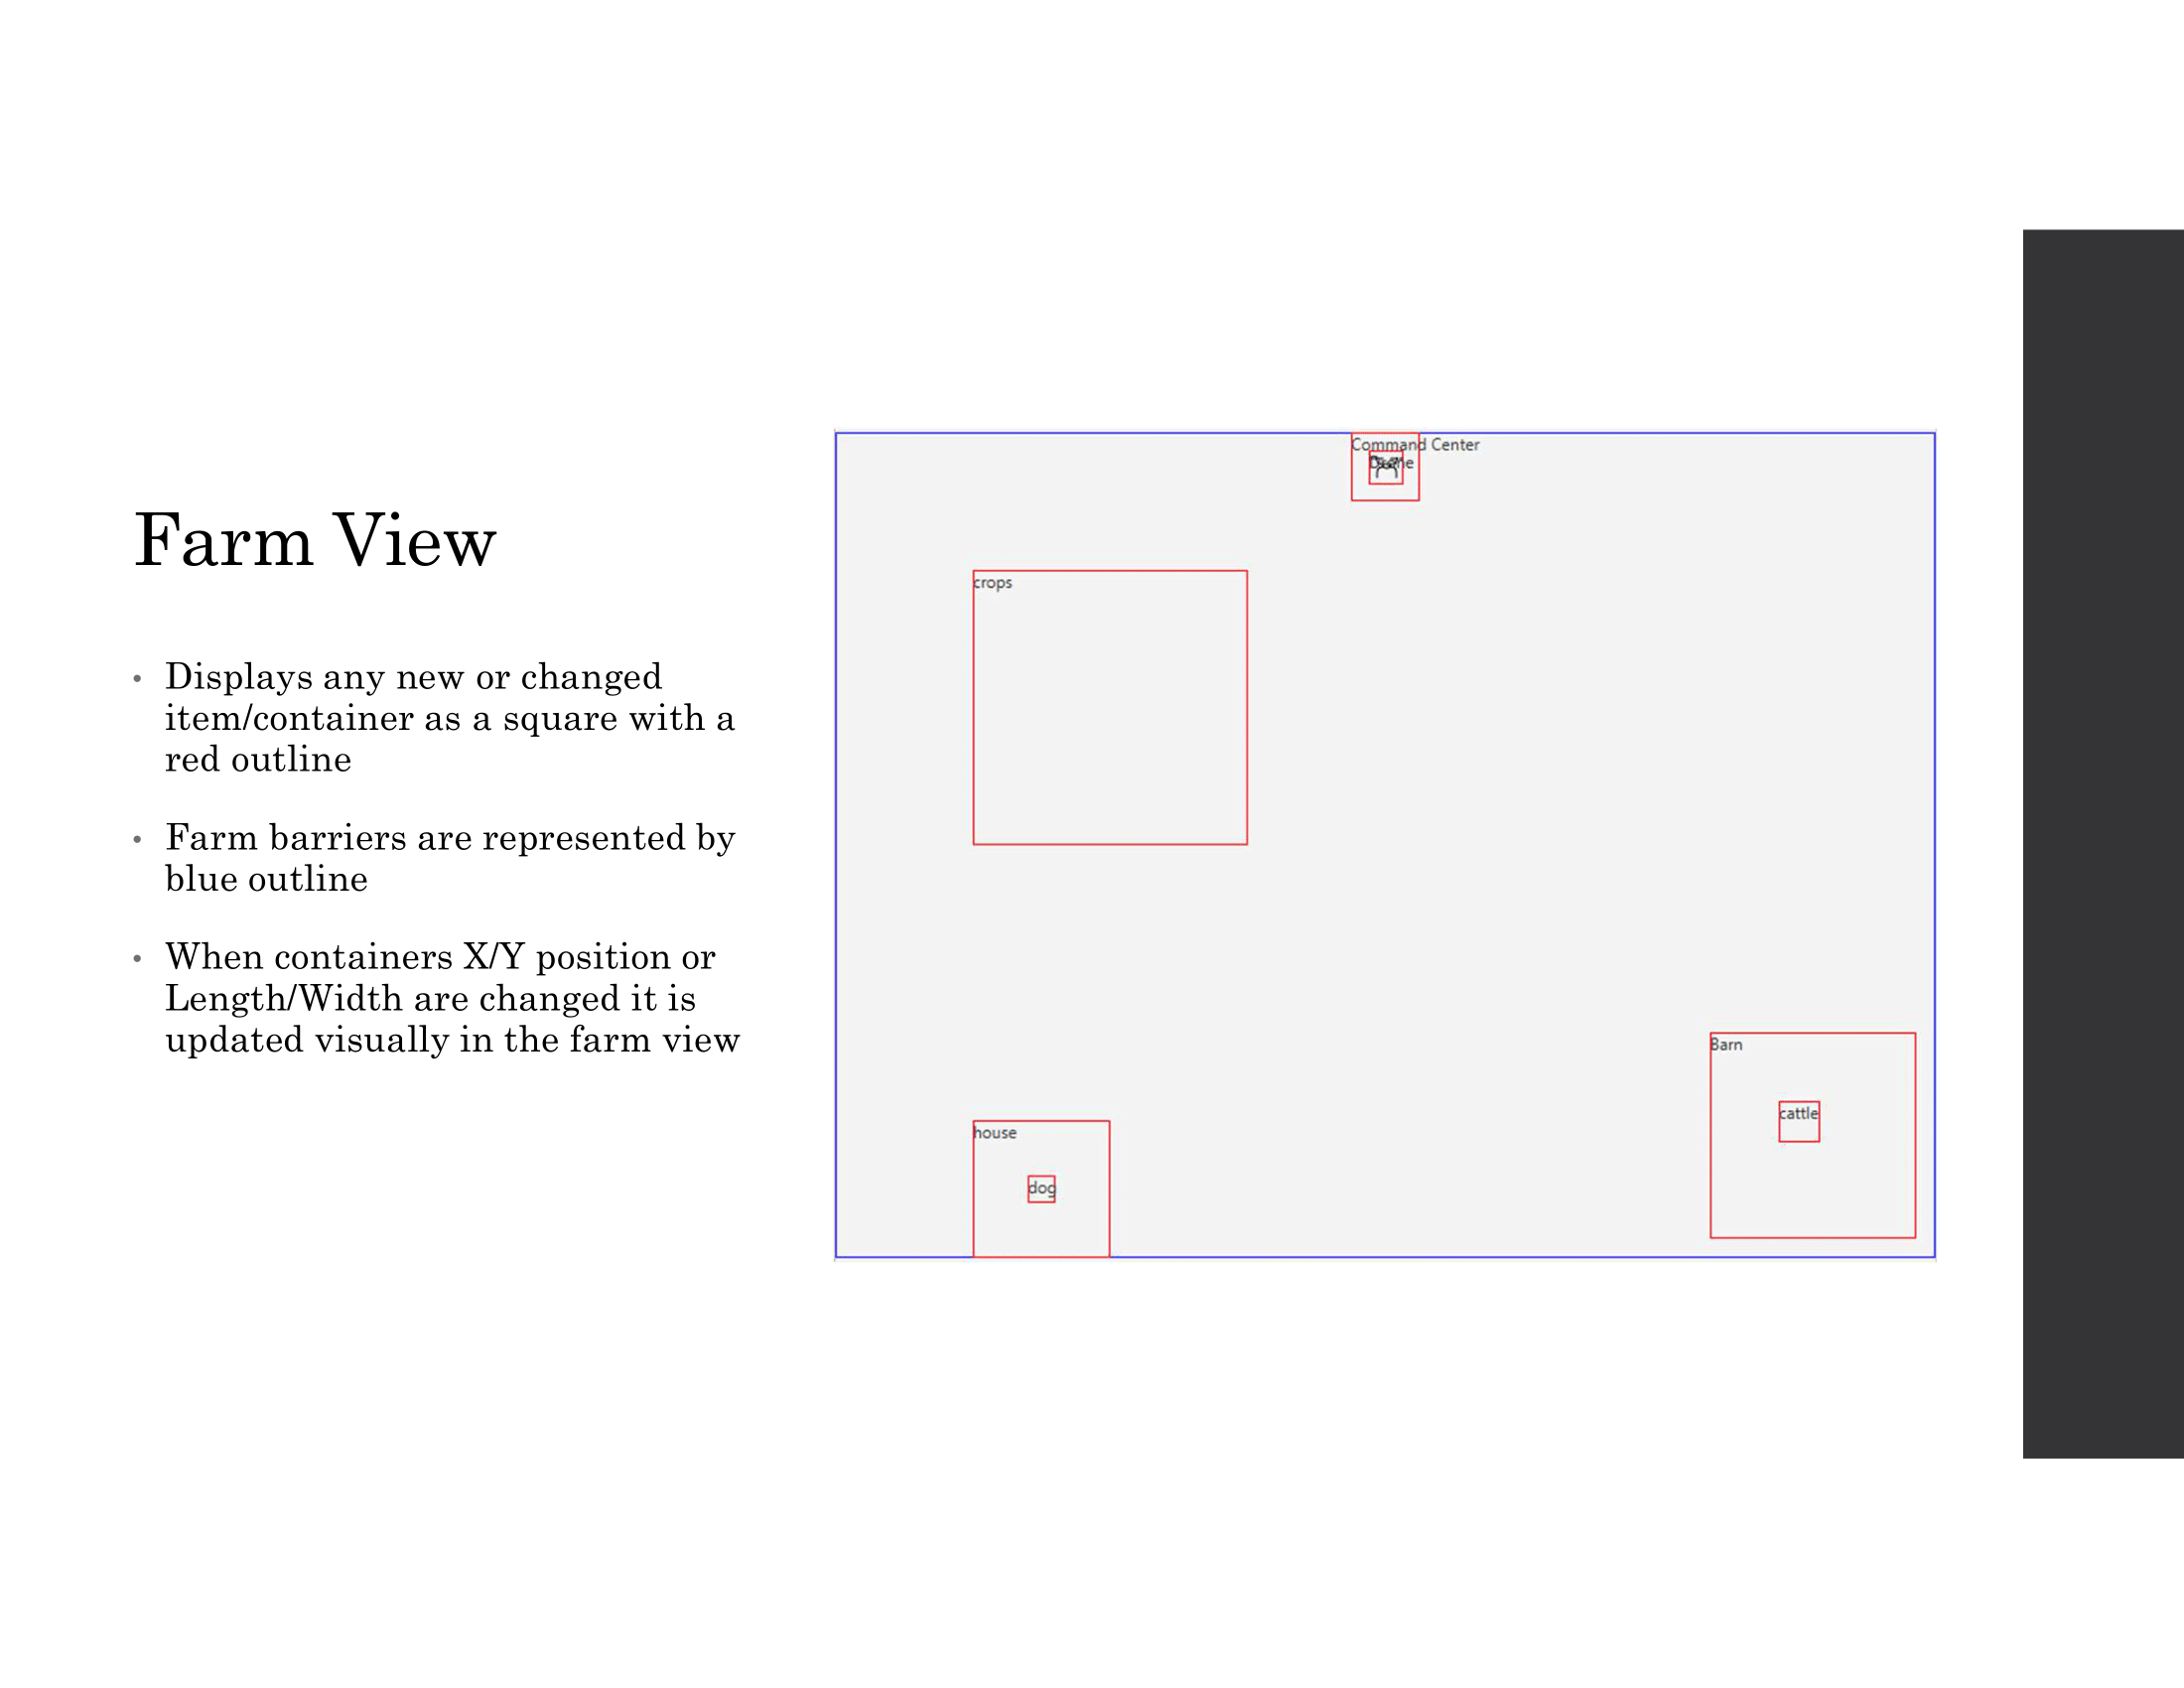 Farm View
• Displays any new or changed
item/container as a square with a
red outline
• Farm barriers are represented by
blue outline
• When containers X/Y position or
Length/Width are changed it is
updated visually in the farm view
Command Center
Drone
crops
Barn
cattle
house
dog